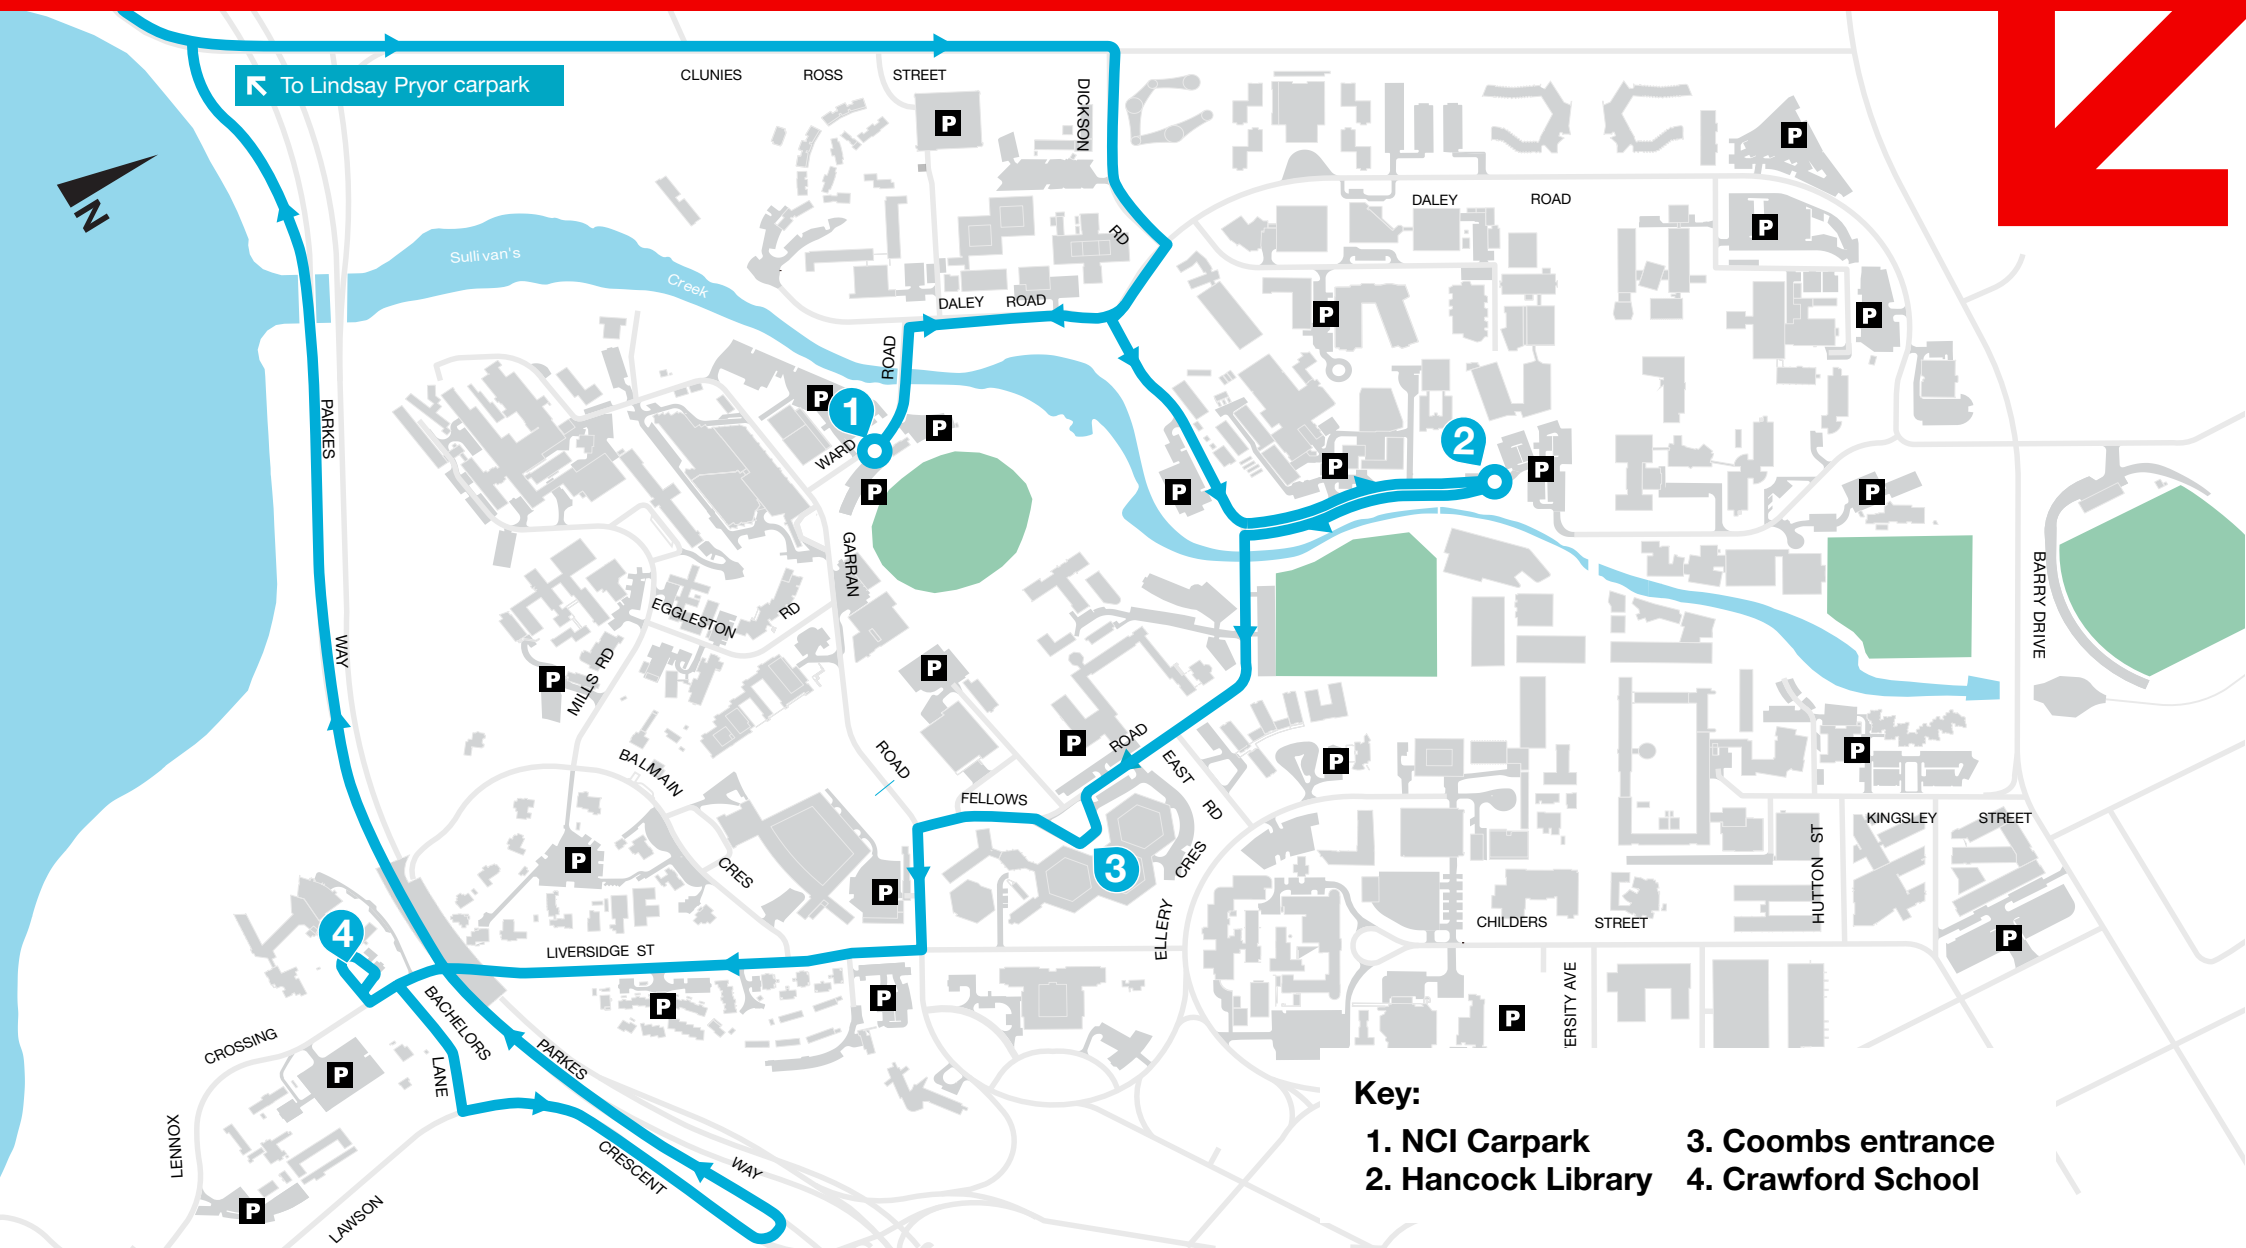 To Lindsay Pryor carpark
CLUNIES ROSS STREET
DICKSON
RD
P
P
P
DALEY ROAD
N
Sullivan's
Creek
DALEY ROAD
P
P
ROAD
P
1
P
WARD
P
PARKES
2
P
P
P
P
P
GARRAN
BARRY DRIVE
EGGLESTON RD
WAY
P
MILLS RD
P
ROAD
P
EAST
RD
P
P
BALMAIN
ROAD
FELLOWS
KINGSLEY STREET
HUTTON ST
P
CRES
P
3
CRES
ELLERY
CHILDERS STREET
P
4
LIVERSIDGE ST
P
P
P
ERSITY AVE
BACHELORS
LANE
CROSSING
P
PARKES
WAY
LENNOX
CRESCENT
P
LAWSON
Key:
1. NCI Carpark
2. Hancock Library
3. Coombs entrance
4. Crawford School